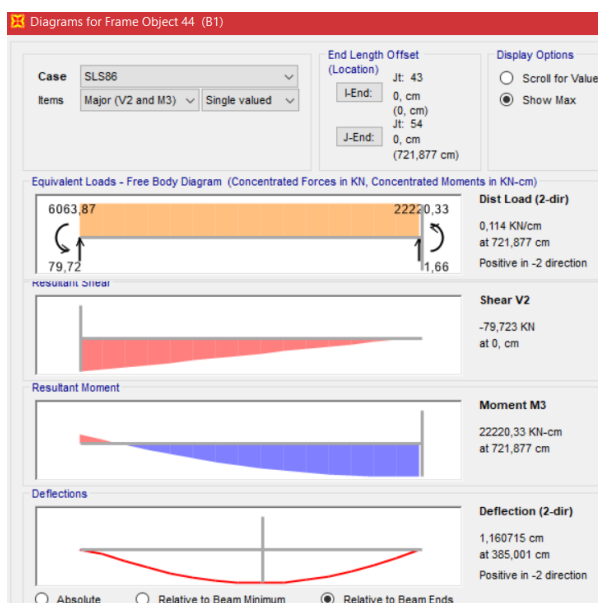 Diagrams for Frame Object 44 (B1)
Case SLS86
Items Major (V2 and M3) Single valued
End Length Offset
(Location)
Jt: 43
I-End: 0, cm
(0, cm)
Jt: 54
J-End: 0, cm
(721,877 cm)
Display Options
Scroll for Value
Show Max
Equivalent Loads - Free Body Diagram (Concentrated Forces in KN, Concentrated Moments in KN-cm)
6063,87 22220,33
79,72 1,66
Dist Load (2-dir)
0,114 KN/cm
at 721,877 cm
Positive in -2 direction
Resultant Shear
Shear V2
-79,723 KN
at 0, cm
Resultant Moment
Moment M3
22220,33 KN-cm
at 721,877 cm
Deflections
Deflection (2-dir)
1,160715 cm
at 385,001 cm
Positive in -2 direction
Absolute Relative to Beam Minimum Relative to Beam Ends